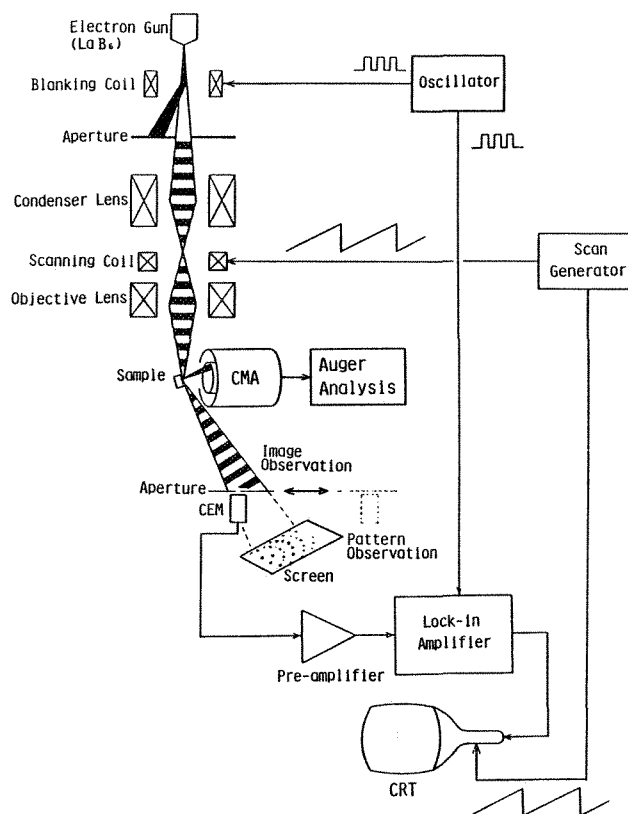 Electron Gun
(LaB₆)
Blanking Coil
Oscillator
Aperture
Condenser Lens
Scanning Coil
Scan
Generator
Objective Lens
Sample
CMA
Auger
Analysis
Image
Observation
Aperture
CEM
Pattern
Observation
Screen
Lock-in
Amplifier
Pre-amplifier
CRT